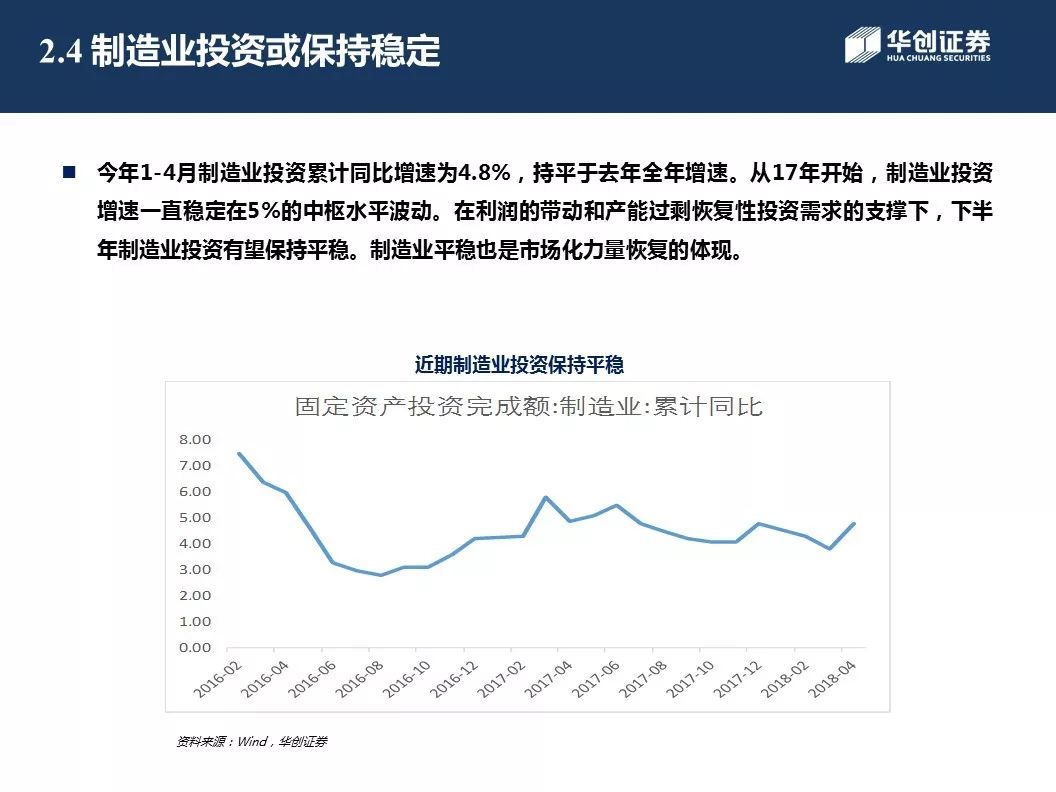 2.4 制造业投资或保持稳定
华创证券
HUA CHUANG SECURITIES
■ 今年1-4月制造业投资累计同比增速为4.8%，持平于去年全年增速。从17年开始，制造业投资
增速一直稳定在5%的中枢水平波动。在利润的带动和产能过剩恢复性投资需求的支撑下，下半
年制造业投资有望保持平稳。制造业平稳也是市场化力量恢复的体现。
近期制造业投资保持平稳
固定资产投资完成额:制造业:累计同比
8.00
7.00
6.00
5.00
4.00
3.00
2.00
1.00
0.00
2016-02
2016-04
2016-06
2016-08
2016-10
2016-12
2017-02
2017-04
2017-06
2017-08
2017-10
2017-12
2018-02
2018-04
资料来源：Wind，华创证券